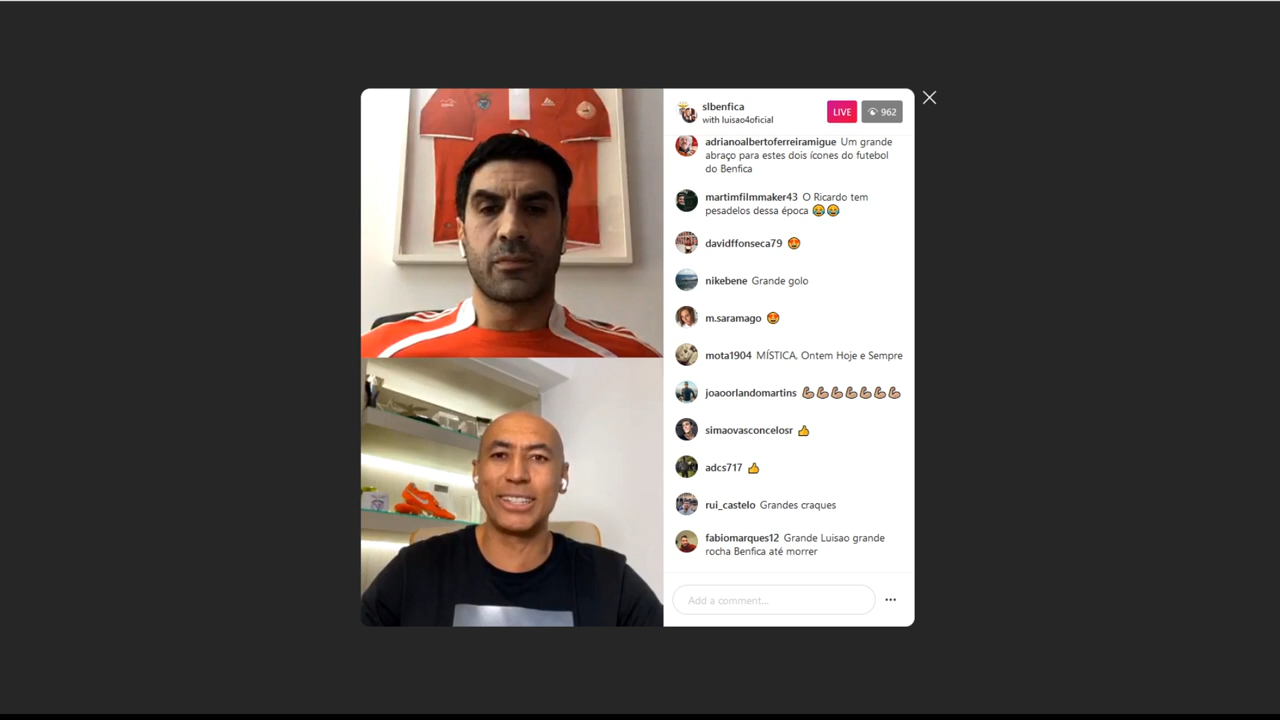 slbenfica
with luisao4oficial
LIVE
962
adrianoalbertoferreiramigue Um grande
abraço para estes dois ícones do futebol
do Benfica
martimfilmmaker43 O Ricardo tem
pesadelos dessa época 😂😂
davidffonseca79 😍
nikebene Grande golo
m.saramago 😍
mota1904 MÍSTICA, Ontem Hoje e Sempre
joaoorlandomartins 💪🏼💪🏼💪🏼💪🏼💪🏼💪🏼💪🏼
simaovasconcelosr 👍
adcs717 👍
rui_castelo Grandes craques
fabiomarques12 Grande Luisao grande
rocha Benfica até morrer
Add a comment...